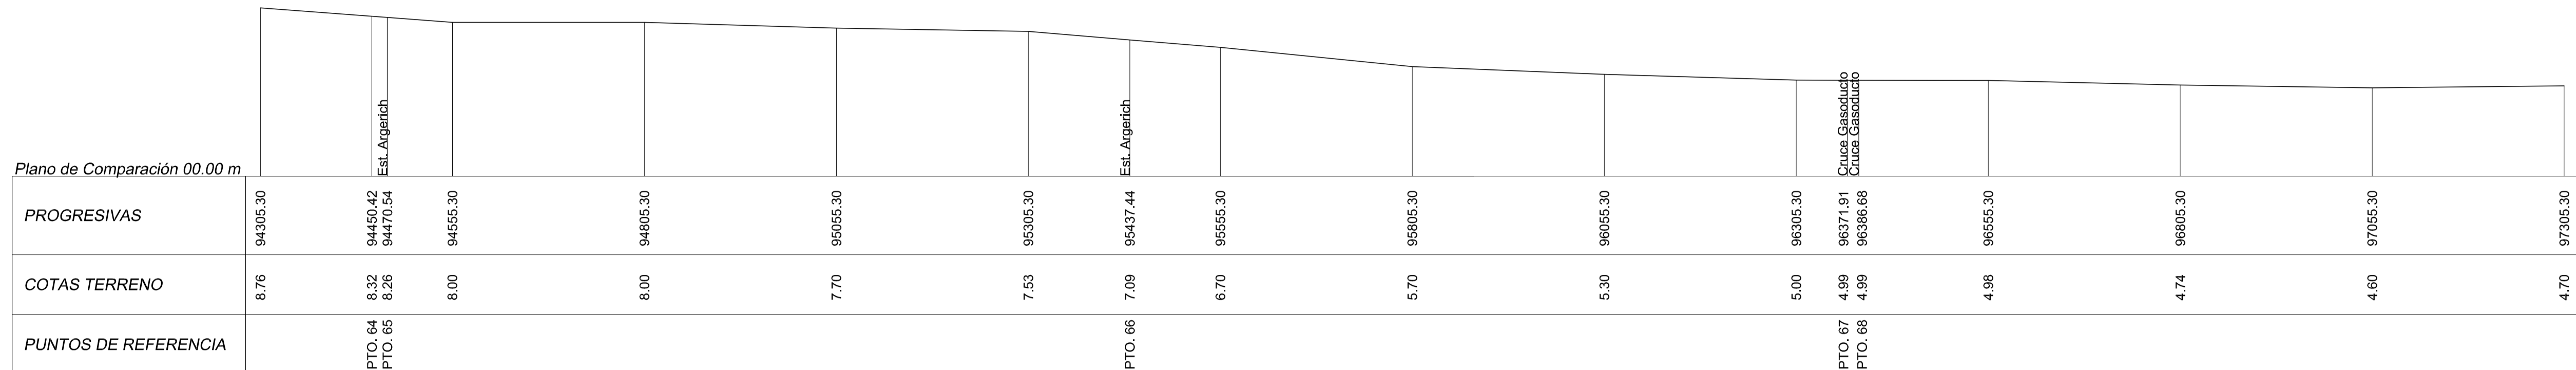 Est. Argerich
Est. Argerich
Cruce Gasoducto
Cruce Gasoducto
Plano de Comparación 00.00 m
PROGRESIVAS
94305.30
94450.42
94470.54
94555.30
94805.30
95055.30
95305.30
95437.44
95555.30
95805.30
96055.30
96305.30
96371.91
96386.68
96555.30
96805.30
97055.30
97305.30
COTAS TERRENO
8.76
8.32
8.26
8.00
8.00
7.70
7.53
7.09
6.70
5.70
5.30
5.00
4.99
4.99
4.98
4.74
4.60
4.70
PUNTOS DE REFERENCIA
PTO. 64
PTO. 65
PTO. 66
PTO. 67
PTO. 68